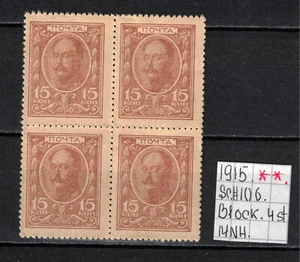 ПОЧТА ПОЧТА
15 15 15 15
КОП КОП КОП КОП
ПОЧТА ПОЧТА
15 15 15 15
КОП КОП КОП КОП
1915 **.
SCH106.
Block. 4st
MNH.